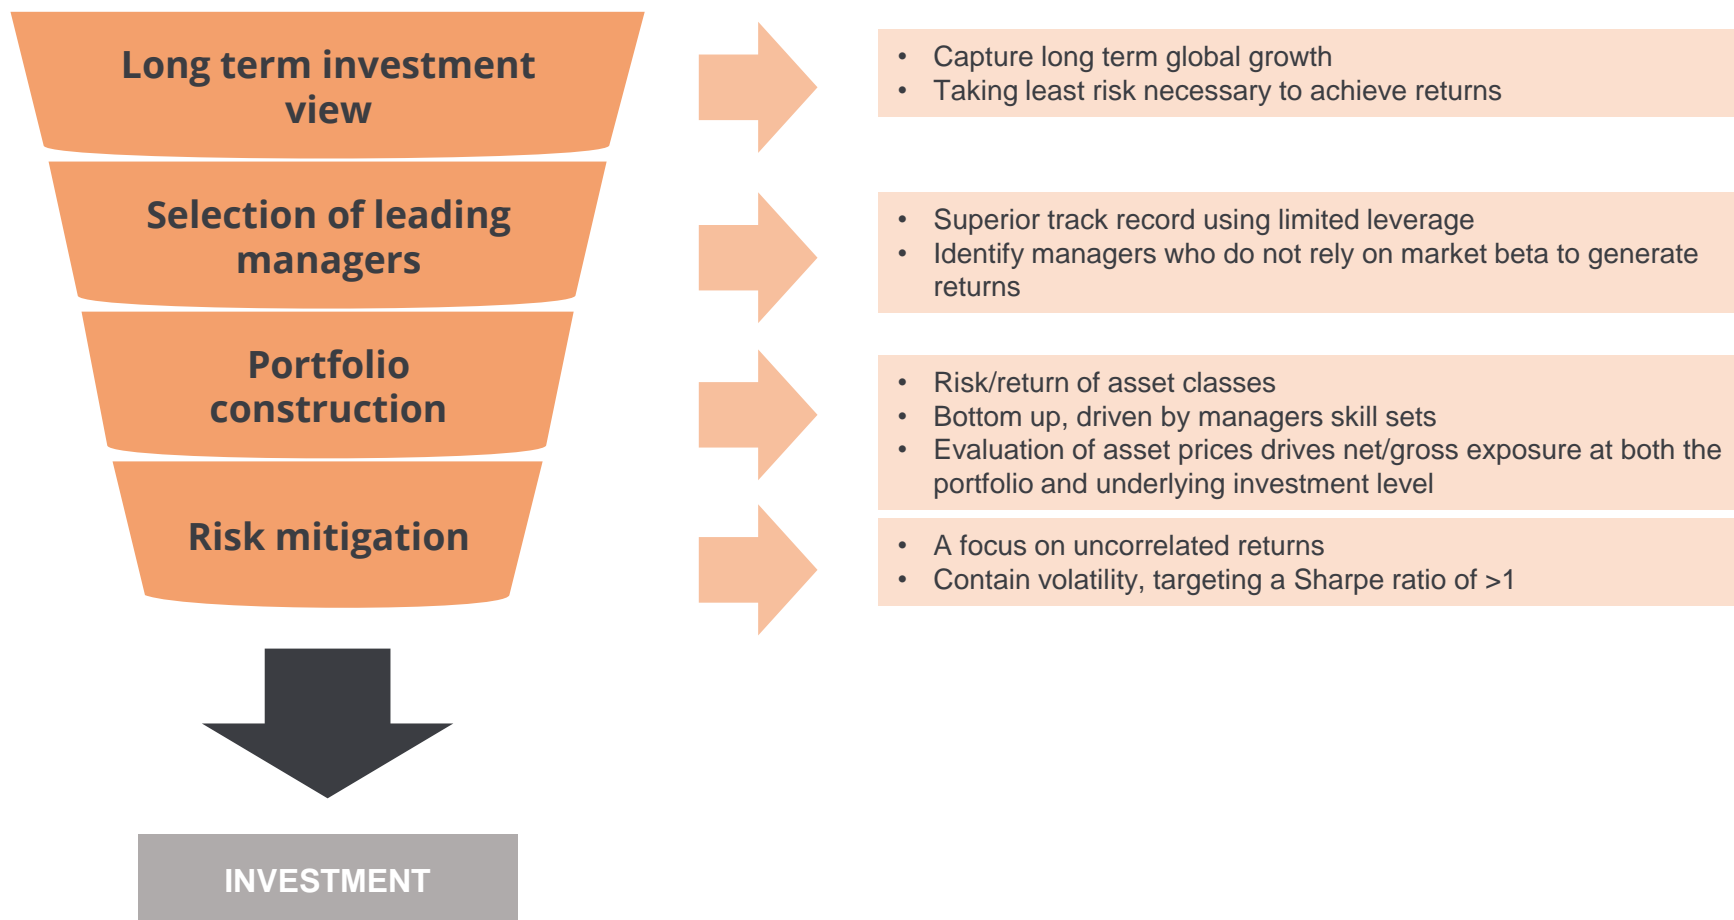 Long term investment
view
• Capture long term global growth
• Taking least risk necessary to achieve returns
Selection of leading
managers
• Superior track record using limited leverage
• Identify managers who do not rely on market beta to generate
returns
Portfolio
construction
• Risk/return of asset classes
• Bottom up, driven by managers skill sets
• Evaluation of asset prices drives net/gross exposure at both the
portfolio and underlying investment level
Risk mitigation
• A focus on uncorrelated returns
• Contain volatility, targeting a Sharpe ratio of >1
INVESTMENT